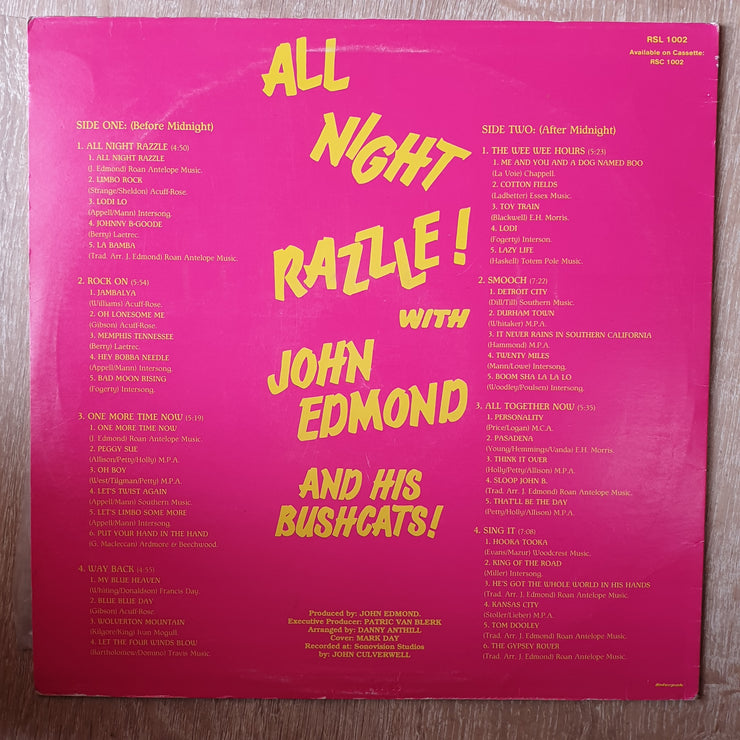 RSL 1002
Available on Cassette:
RSC 1002
ALL
NIGHT
RAZZLE!
WITH
JOHN
EDMOND
AND HIS
BUSHCATS!
SIDE ONE: (Before Midnight)
1. ALL NIGHT RAZZLE (4:50)
1. ALL NIGHT RAZZLE
(J. Edmond) Roan Antelope Music.
2. LIMBO ROCK
(Strange/Sheldon) Acuff-Rose.
3. LODI LO
(Appell/Mann) Intersong.
4. JOHNNY B-GOODE
(Berry) Laetrec.
5. LA BAMBA
(Trad. Arr. J. Edmond) Roan Antelope Music.
2. ROCK ON (5:54)
1. JAMBALYA
(Williams) Acuff-Rose.
2. OH LONESOME ME
(Gibson) Acuff-Rose.
3. MEMPHIS TENNESSEE
(Berry) Laetrec.
4. HEY BOBBA NEEDLE
(Appell/Mann) Intersong.
5. BAD MOON RISING
(Fogerty) Intersong.
3. ONE MORE TIME NOW (5:19)
1. ONE MORE TIME NOW
(J. Edmond) Roan Antelope Music.
2. PEGGY SUE
(Allison/Petty/Holly) M.P.A.
3. OH BOY
(West/Tilgman/Petty) M.P.A.
4. LET'S TWIST AGAIN
(Appell/Mann) Southern Music.
5. LET'S LIMBO SOME MORE
(Appell/Mann) Intersong.
6. PUT YOUR HAND IN THE HAND
(G. Macleccan) Ardmore & Beechwood.
4. WAY BACK (4:55)
1. MY BLUE HEAVEN
(Whiting/Donaldson) Francis Day.
2. BLUE BLUE DAY
(Gibson) Acuff-Rose.
3. WOLVERTON MOUNTAIN
(Kilgore/King) Ivan Mogull.
4. LET THE FOUR WINDS BLOW
(Bartholomew/Domino) Travis Music.
SIDE TWO: (After Midnight)
1. THE WEE WEE HOURS (5:23)
1. ME AND YOU AND A DOG NAMED BOO
(La Voie) Chappell.
2. COTTON FIELDS
(Ladbetter) Essex Music.
3. TOY TRAIN
(Blackwell) E.H. Morris.
4. LODI
(Fogerty) Interson.
5. LAZY LIFE
(Haskell) Totem Pole Music.
2. SMOOCH (7:22)
1. DETROIT CITY
(Dill/Till) Southern Music.
2. DURHAM TOWN
(Whitaker) M.P.A.
3. IT NEVER RAINS IN SOUTHERN CALIFORNIA
(Hammond) M.P.A.
4. TWENTY MILES
(Mann/Lowe) Intersong.
5. BOOM SHA LA LA LO
(Woodley/Poulsen) Intersong.
3. ALL TOGETHER NOW (5:35)
1. PERSONALITY
(Price/Logan) M.C.A.
2. PASADENA
(Young/Hemmings/Vanda) E.H. Morris.
3. THINK IT OVER
(Holly/Petty/Allison) M.P.A.
4. SLOOP JOHN B.
(Trad. Arr. J. Edmond) Roan Antelope Music.
5. THAT'LL BE THE DAY
(Petty/Holly/Allison) M.P.A.
4. SING IT (7:08)
1. HOOKA TOOKA
(Evans/Mazur) Woodcrest Music.
2. KING OF THE ROAD
(Miller) Intersong.
3. HE'S GOT THE WHOLE WORLD IN HIS HANDS
(Trad. Arr. J. Edmond) Roan Antelope Music.
4. KANSAS CITY
(Stoller/Lieber) M.P.A.
5. TOM DOOLEY
(Trad. Arr. J. Edmond) Roan Antelope Music.
6. THE GYPSEY ROVER
(Trad. Arr. J. Edmond) Roan Antelope Music.
Produced by: JOHN EDMOND.
Executive Producer: PATRIC VAN BLERK
Arranged by: DANNY ANTHILL
Cover: MARK DAY
Recorded at: Sonovision Studios
by: JOHN CULVERWELL